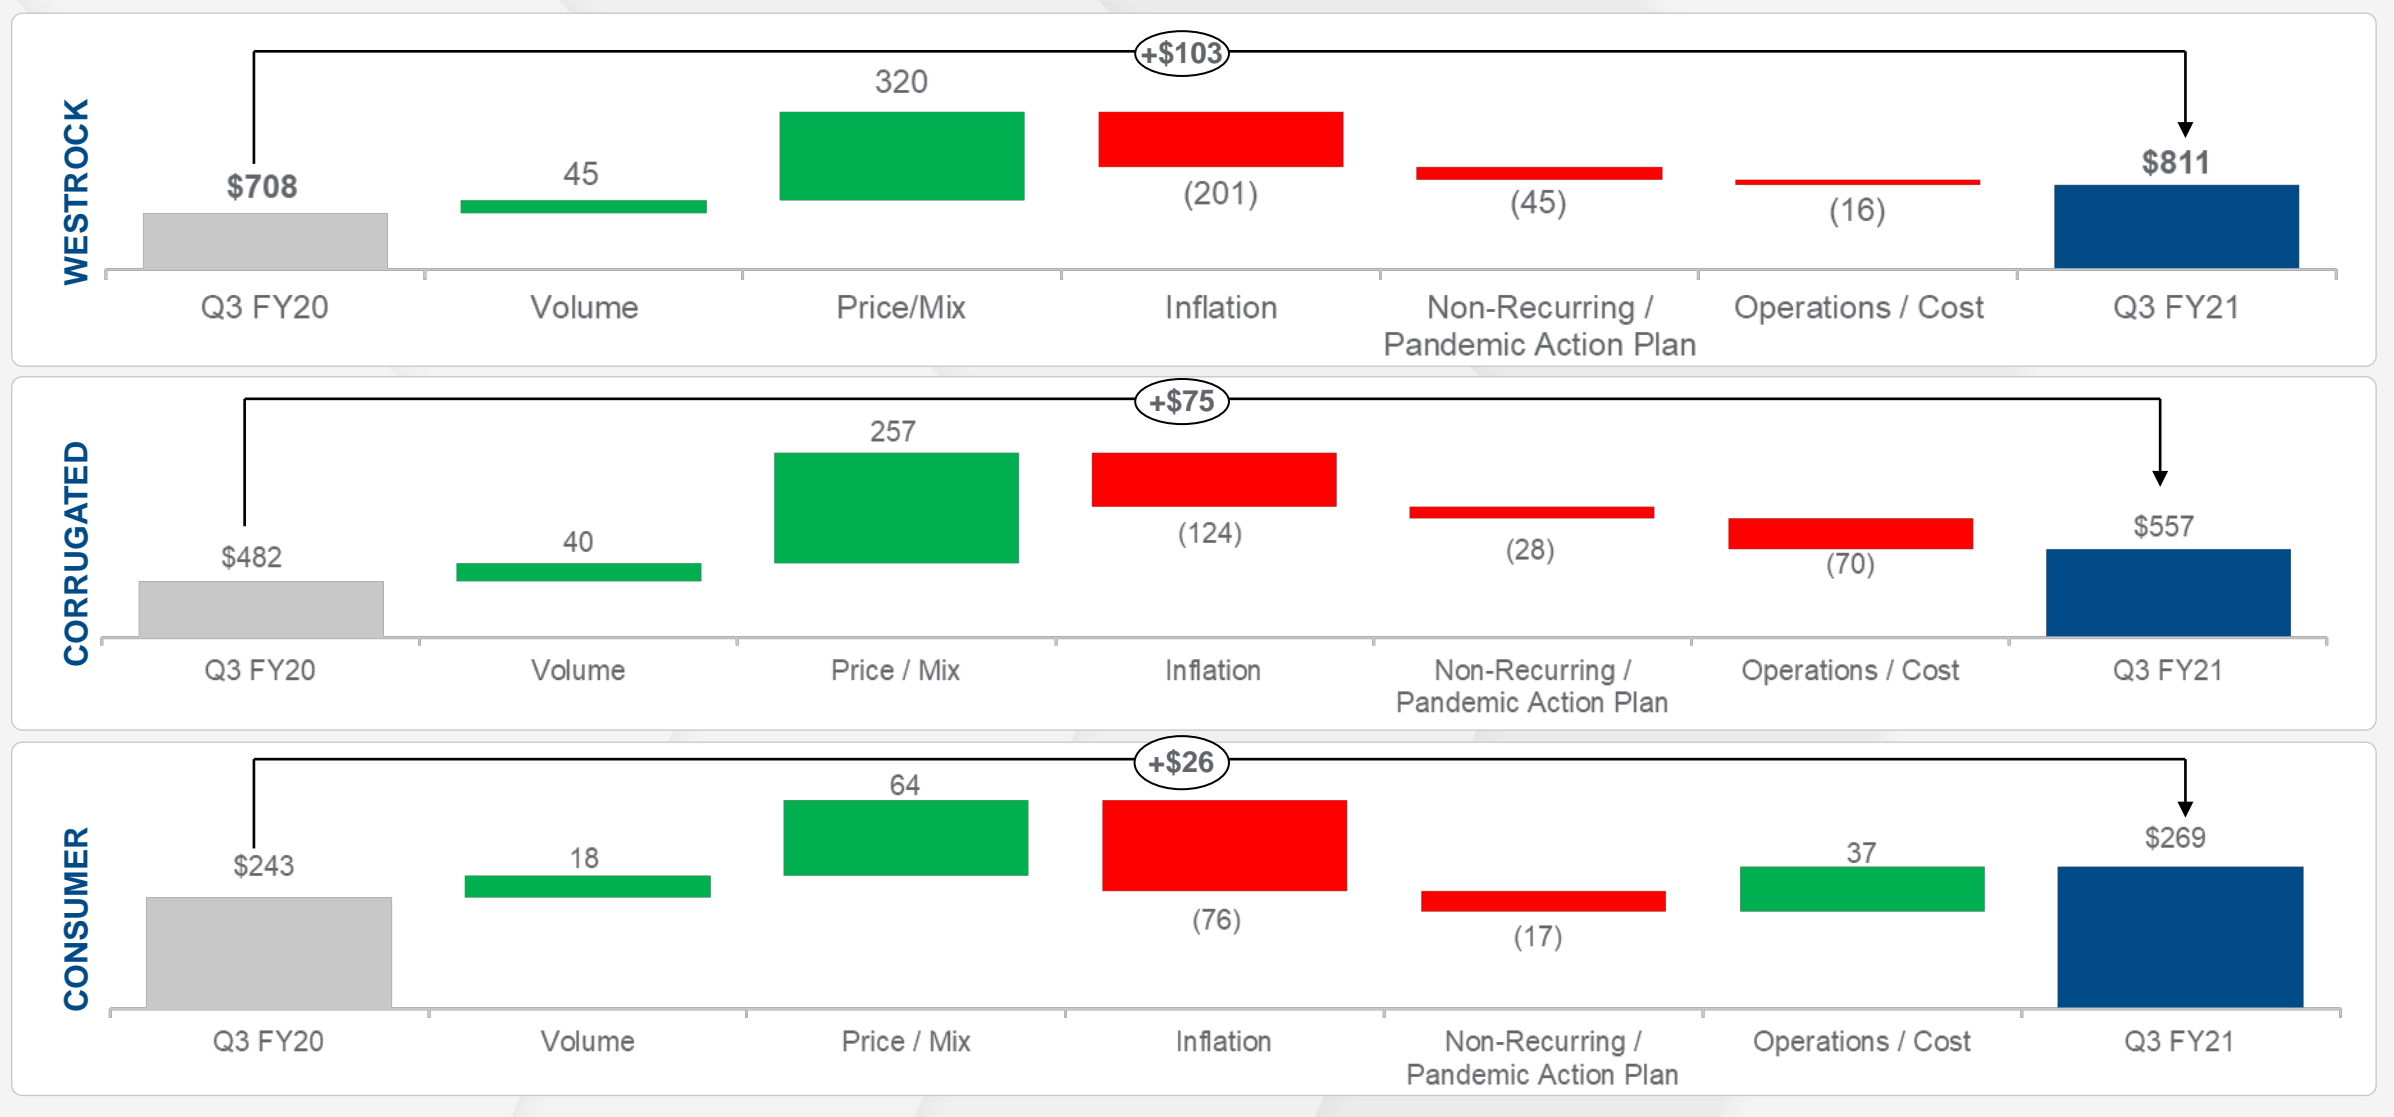 WESTROCK
+$103
$708
45
320
(201)
(45)
(16)
$811
Q3 FY20
Volume
Price/Mix
Inflation
Non-Recurring /
Pandemic Action Plan
Operations / Cost
Q3 FY21
CORRUGATED
+$75
$482
40
257
(124)
(28)
(70)
$557
Q3 FY20
Volume
Price / Mix
Inflation
Non-Recurring /
Pandemic Action Plan
Operations / Cost
Q3 FY21
CONSUMER
+$26
$243
18
64
(76)
(17)
37
$269
Q3 FY20
Volume
Price / Mix
Inflation
Non-Recurring /
Pandemic Action Plan
Operations / Cost
Q3 FY21